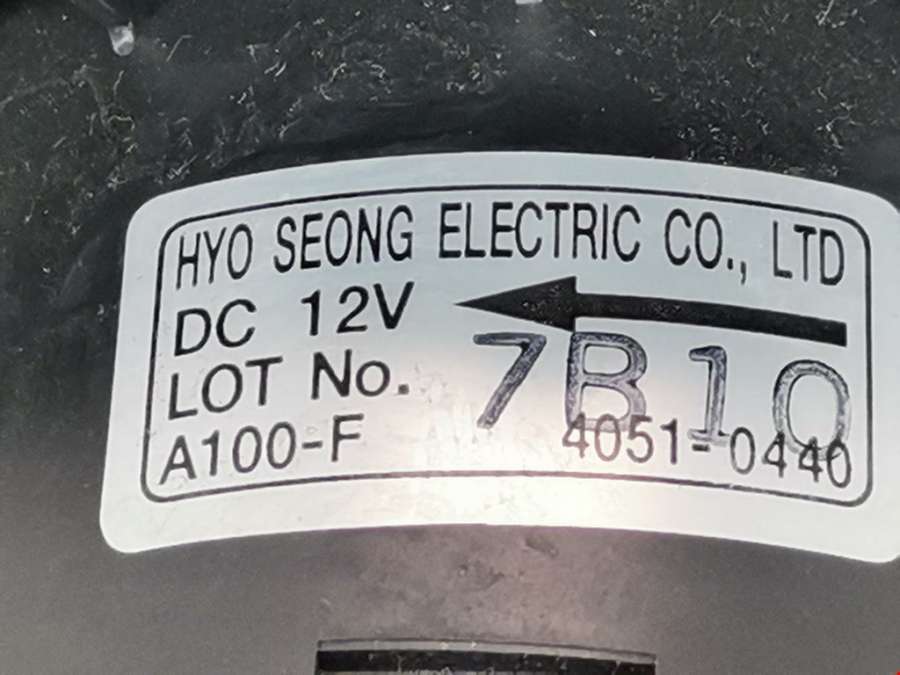 HYO SEONG ELECTRIC CO., LTD
DC 12V
LOT No. 7B10
A100-F 4051-0440